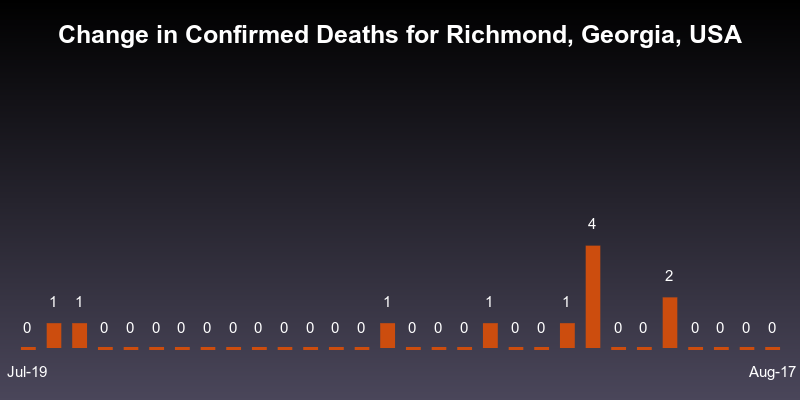 Change in Confirmed Deaths for Richmond, Georgia, USA
4
2
1 1 1 1 1
0 0 0 0 0 0 0 0 0 0 0 0 0 0 0 0 0 0 0 0 0 0 0
Jul-19 Aug-17